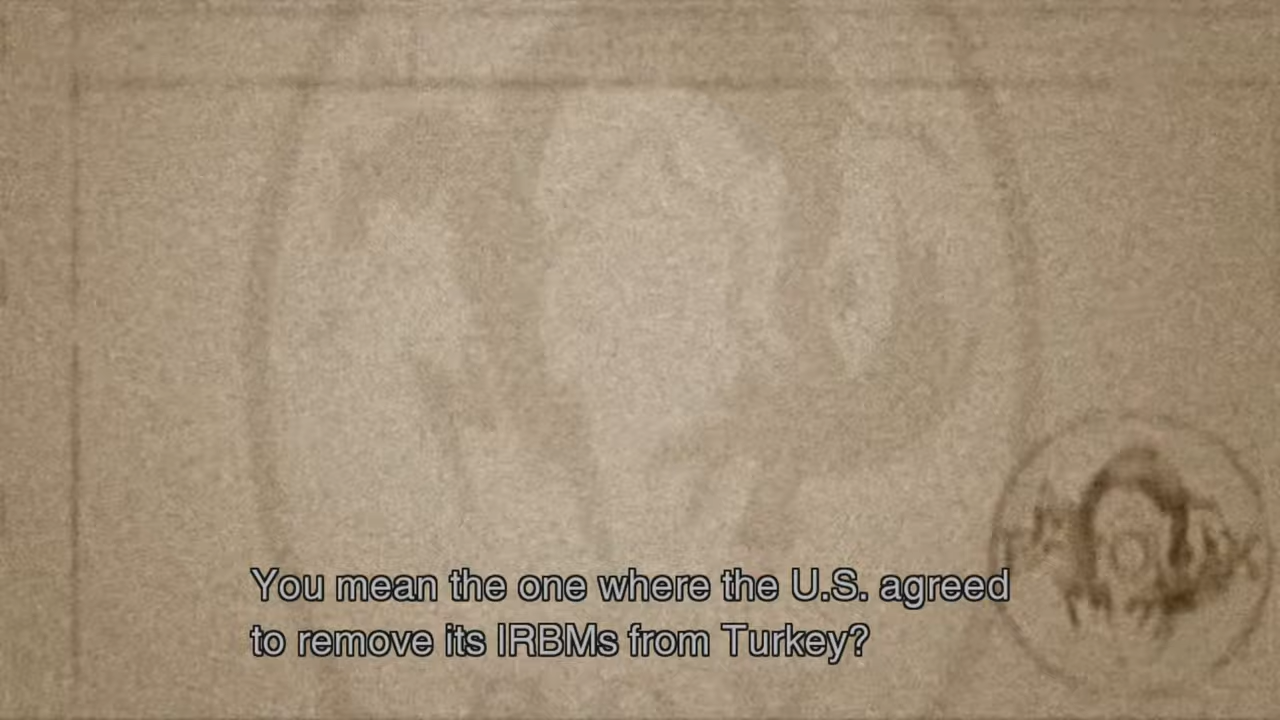 You mean the one where the U.S. agreed
to remove its IRBMs from Turkey?